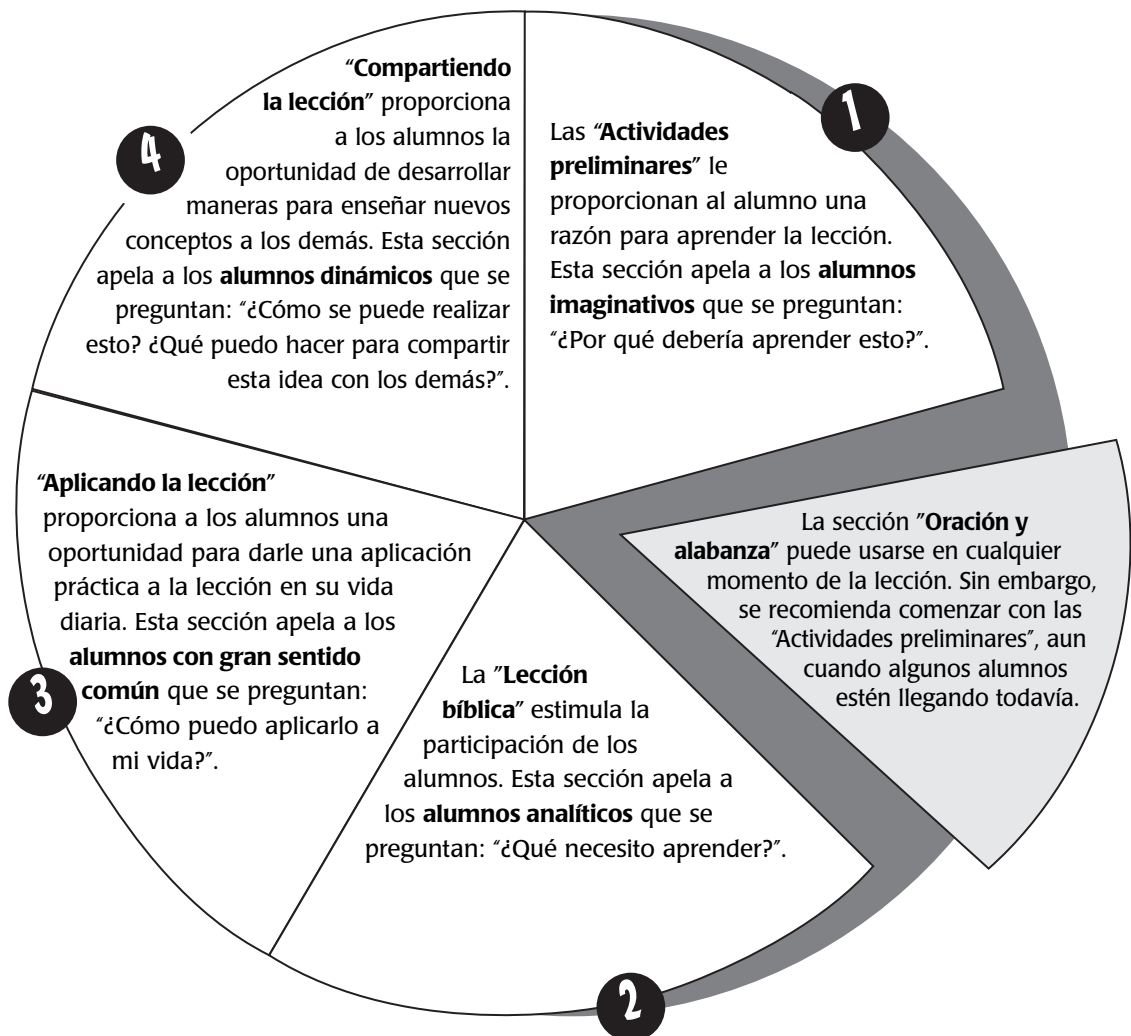 1
Las “Actividades
preliminares” le
proporcionan al alumno una
razón para aprender la lección.
Esta sección apela a los alumnos
imaginativos que se preguntan:
“¿Por qué debería aprender esto?”.
La sección ”Oración y
alabanza” puede usarse en cualquier
momento de la lección. Sin embargo,
se recomienda comenzar con las
“Actividades preliminares”, aun
cuando algunos alumnos
estén llegando todavía.
2
La ”Lección
bíblica” estimula la
participación de los
alumnos. Esta sección apela a
los alumnos analíticos que se
preguntan: “¿Qué necesito aprender?”.
3
“Aplicando la lección”
proporciona a los alumnos una
oportunidad para darle una aplicación
práctica a la lección en su vida
diaria. Esta sección apela a los
alumnos con gran sentido
común que se preguntan:
“¿Cómo puedo aplicarlo a
mi vida?”.
4
“Compartiendo
la lección” proporciona
a los alumnos la
oportunidad de desarrollar
maneras para enseñar nuevos
conceptos a los demás. Esta sección
apela a los alumnos dinámicos que se
preguntan: “¿Cómo se puede realizar
esto? ¿Qué puedo hacer para compartir
esta idea con los demás?”.